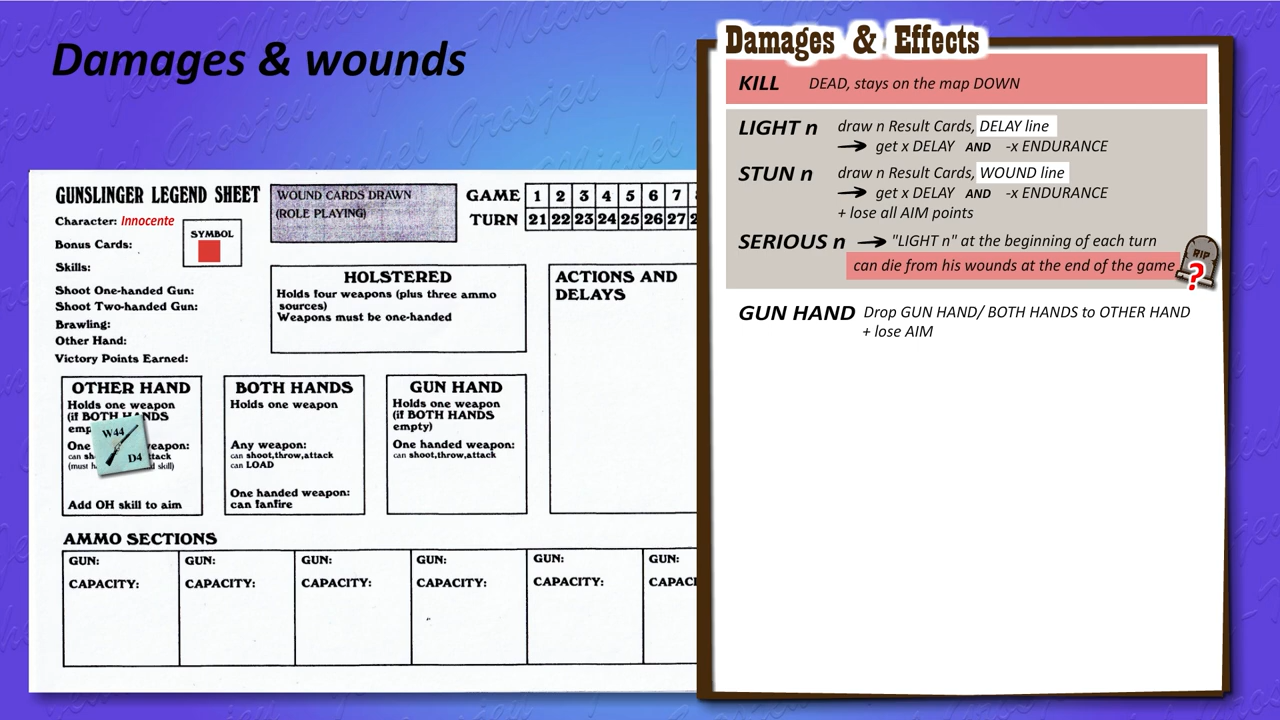 Damages & wounds
GUNSLINGER LEGEND SHEET
Character: Innocente
Bonus Cards:
Skills:
Shoot One-handed Gun:
Shoot Two-handed Gun:
Brawling:
Other Hand:
Victory Points Earned:
SYMBOL
WOUND CARDS DRAWN
(ROLE PLAYING)
GAME 1 2 3 4 5 6 7
TURN 21 22 23 24 25 26 27
HOLSTERED
Holds four weapons (plus three ammo
sources)
Weapons must be one-handed
ACTIONS AND
DELAYS
OTHER HAND
Holds one weapon
(if BOTH HANDS
W44
D4
Add OH skill to aim
BOTH HANDS
Holds one weapon
Any weapon:
can shoot,throw,attack
can LOAD
One handed weapon:
can fanfire
GUN HAND
Holds one weapon
(if BOTH HANDS
empty)
One handed weapon:
can shoot,throw,attack
AMMO SECTIONS
GUN: GUN: GUN: GUN: GUN: GUN:
CAPACITY: CAPACITY: CAPACITY: CAPACITY: CAPACITY:
Damages & Effects
KILL DEAD, stays on the map DOWN
LIGHT n draw n Result Cards, DELAY line
get x DELAY AND -x ENDURANCE
STUN n draw n Result Cards, WOUND line
get x DELAY AND -x ENDURANCE
+ lose all AIM points
SERIOUS n "LIGHT n" at the beginning of each turn
can die from his wounds at the end of the game
RIP
?
GUN HAND Drop GUN HAND/ BOTH HANDS to OTHER HAND
+ lose AIM